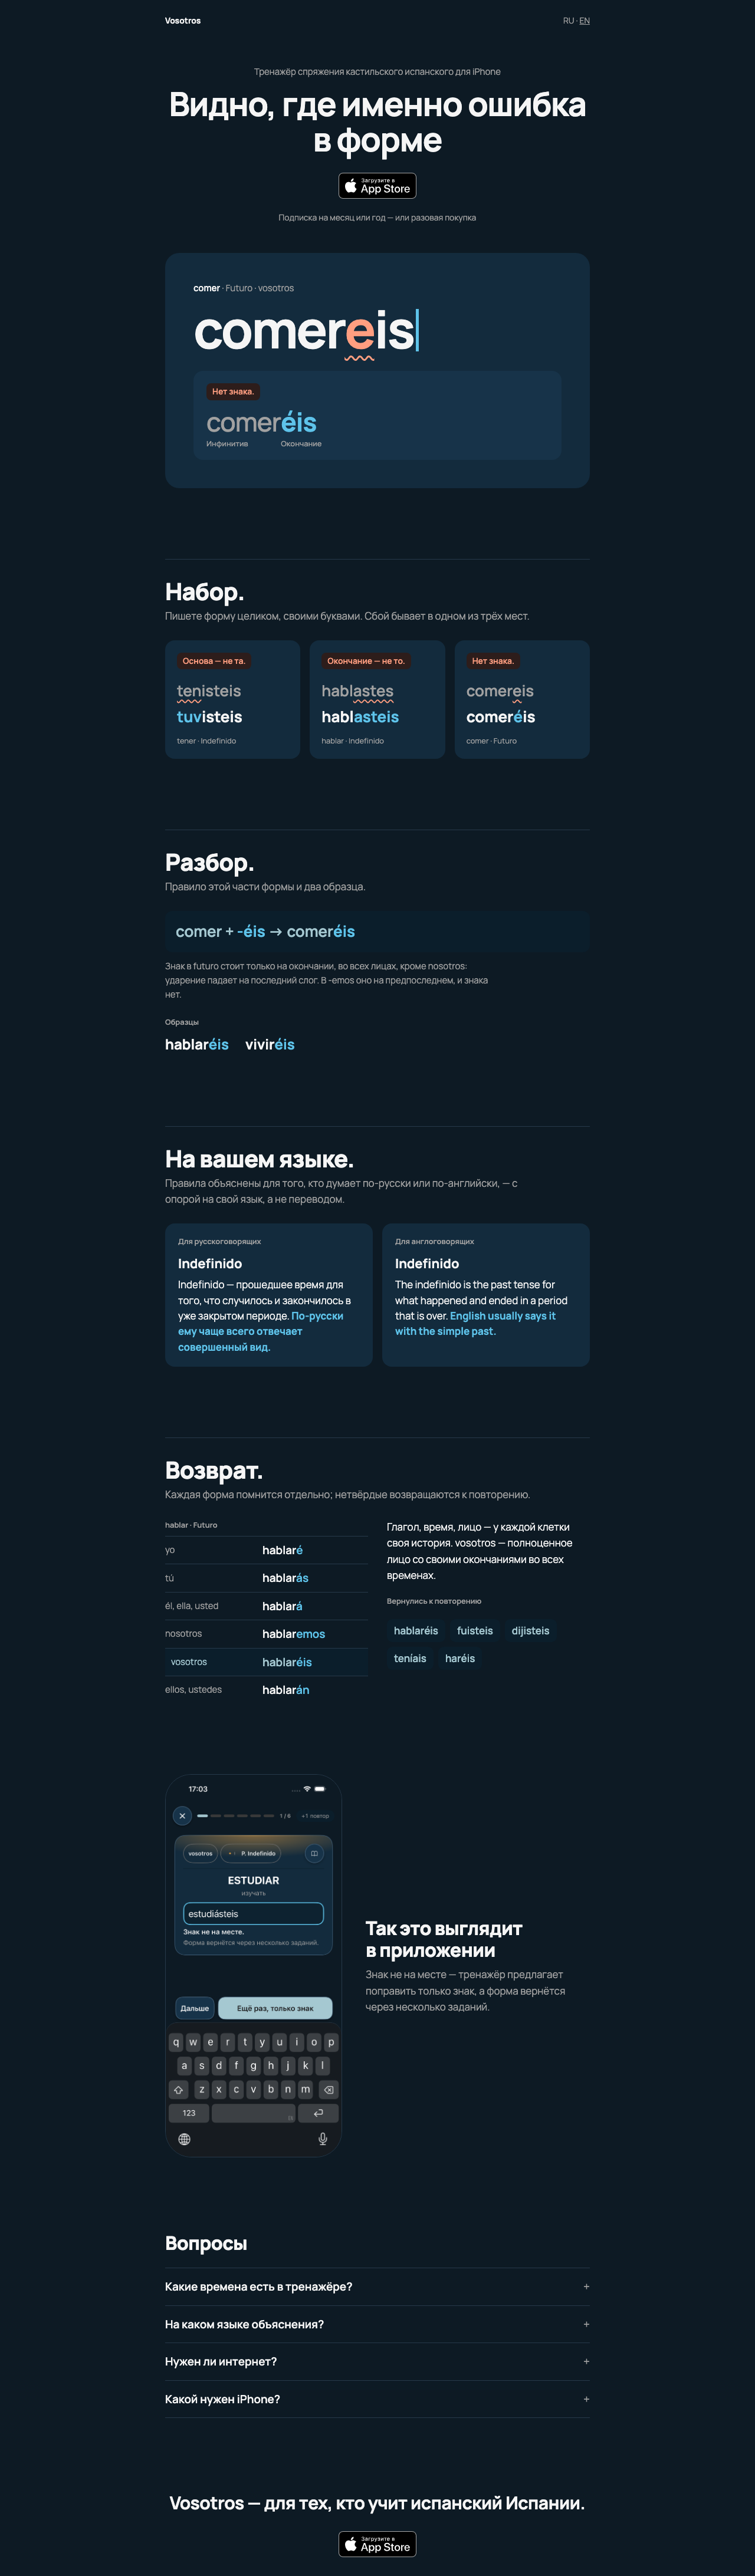 Vosotros
RU · EN
Тренажёр спряжения кастильского испанского для iPhone
Видно, где именно ошибка
в форме
Загрузите в
App Store
Подписка на месяц или год — или разовая покупка
comer · Futuro · vosotros
comereis
Нет знака.
comeréis
Инфинитив Окончание
Набор.
Пишете форму целиком, своими буквами. Сбой бывает в одном из трёх мест.
Основа — не та.
tenisteis
tuvisteis
tener · Indefinido
Окончание — не то.
hablastes
hablasteis
hablar · Indefinido
Нет знака.
comereis
comeréis
comer · Futuro
Разбор.
Правило этой части формы и два образца.
comer + -éis → comeréis
Знак в futuro стоит только на окончании, во всех лицах, кроме nosotros:
ударение падает на последний слог. В -emos оно на предпоследнем, и знака
нет.
Образцы
hablaréis viviréis
На вашем языке.
Правила объяснены для того, кто думает по-русски или по-английски, — с
опорой на свой язык, а не переводом.
Для русскоговорящих
Indefinido
Indefinido — прошедшее время для
того, что случилось и закончилось в
уже закрытом периоде. По-русски
ему чаще всего отвечает
совершенный вид.
Для англоговорящих
Indefinido
The indefinido is the past tense for
what happened and ended in a period
that is over. English usually says it
with the simple past.
Возврат.
Каждая форма помнится отдельно; нетвёрдые возвращаются к повторению.
hablar · Futuro
yo hablaré
tú hablarás
él, ella, usted hablará
nosotros hablaremos
vosotros hablaréis
ellos, ustedes hablarán
Глагол, время, лицо — у каждой клетки
своя история. vosotros — полноценное
лицо со своими окончаниями во всех
временах.
Вернулись к повторению
hablaréis fuisteis dijisteis
teníais haréis
17:03
1 / 6 +1 повтор
vosotros P. Indefinido
ESTUDIAR
изучать
estudiásteis
Знак не на месте.
Форма вернётся через несколько заданий.
Дальше Ещё раз, только знак
q w e r t y u i o p
a s d f g h j k l
z x c v b n m
123
Так это выглядит
в приложении
Знак не на месте — тренажёр предлагает
поправить только знак, а форма вернётся
через несколько заданий.
Вопросы
Какие времена есть в тренажёре? +
На каком языке объяснения? +
Нужен ли интернет? +
Какой нужен iPhone? +
Vosotros — для тех, кто учит испанский Испании.
Загрузите в
App Store